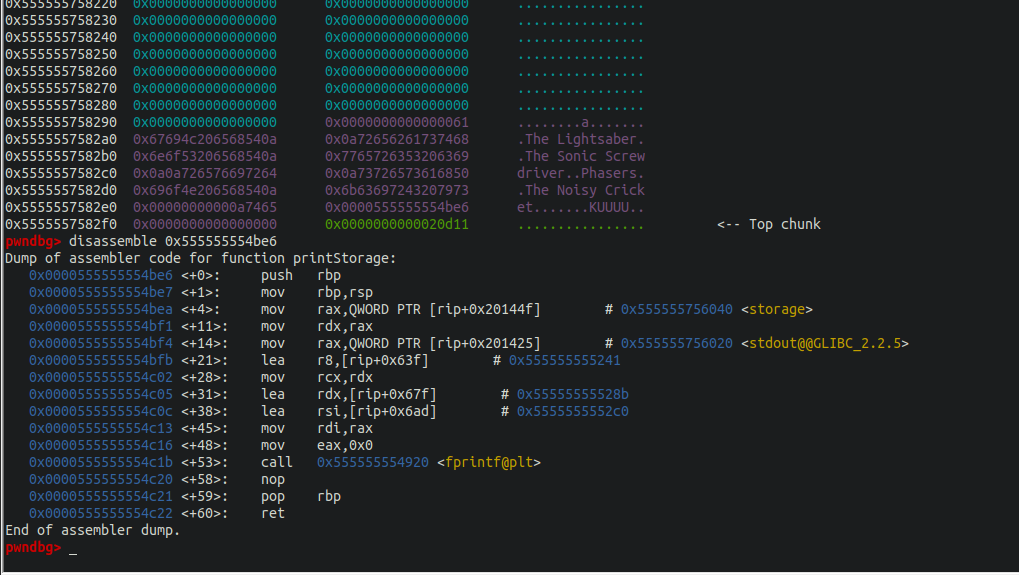 0x555555758220 0x0000000000000000 0x0000000000000000 ................
0x555555758230 0x0000000000000000 0x0000000000000000 ................
0x555555758240 0x0000000000000000 0x0000000000000000 ................
0x555555758250 0x0000000000000000 0x0000000000000000 ................
0x555555758260 0x0000000000000000 0x0000000000000000 ................
0x555555758270 0x0000000000000000 0x0000000000000000 ................
0x555555758280 0x0000000000000000 0x0000000000000000 ................
0x555555758290 0x0000000000000000 0x0000000000000061 ........a.......
0x5555557582a0 0x67694c206568540a 0x0a72656261737468 .The Lightsaber.
0x5555557582b0 0x6e6f53206568540a 0x7765726353206369 .The Sonic Screw
0x5555557582c0 0x0a0a726576697264 0x0a73726573616850 driver..Phasers.
0x5555557582d0 0x696f4e206568540a 0x6b63697243207973 .The Noisy Crick
0x5555557582e0 0x00000000000a7465 0x0000555555554be6 et.......KUUUU..
0x5555557582f0 0x0000000000000000 0x0000000000020d11 ................ <-- Top chunk
pwndbg> disassemble 0x555555554be6
Dump of assembler code for function printStorage:
0x0000555555554be6 <+0>: push rbp
0x0000555555554be7 <+1>: mov rbp,rsp
0x0000555555554bea <+4>: mov rax,QWORD PTR [rip+0x20144f] # 0x555555756040 <storage>
0x0000555555554bf1 <+11>: mov rdx,rax
0x0000555555554bf4 <+14>: mov rax,QWORD PTR [rip+0x201425] # 0x555555756020 <stdout@@GLIBC_2.2.5>
0x0000555555554bfb <+21>: lea r8,[rip+0x63f] # 0x555555555241
0x0000555555554c02 <+28>: mov rcx,rdx
0x0000555555554c05 <+31>: lea rdx,[rip+0x67f] # 0x55555555528b
0x0000555555554c0c <+38>: lea rsi,[rip+0x6ad] # 0x5555555552c0
0x0000555555554c13 <+45>: mov rdi,rax
0x0000555555554c16 <+48>: mov eax,0x0
0x0000555555554c1b <+53>: call 0x555555554920 <fprintf@plt>
0x0000555555554c20 <+58>: nop
0x0000555555554c21 <+59>: pop rbp
0x0000555555554c22 <+60>: ret
End of assembler dump.
pwndbg> _